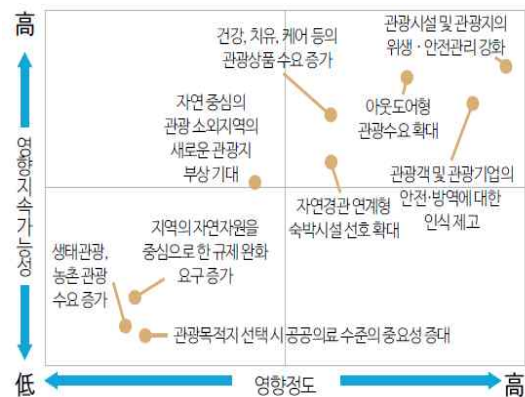 高
건강, 치유, 케어 등의
관광상품 수요 증가
관광시설 및 관광지의
위생 · 안전관리 강화
자연 중심의
관광 소외지역의
새로운 관광지
부상 기대
아웃도어형
관광수요 확대
관광객 및 관광기업의
안전·방역에 대한
인식 제고
자연경관 연계형
숙박시설 선호 확대
영향지속가능성
지역의 자연자원을
중심으로 한 규제 완화
요구 증가
생태관광,
농촌 관광
수요 증가
관광목적지 선택 시 공공의료 수준의 중요성 증대
低
영향정도
高